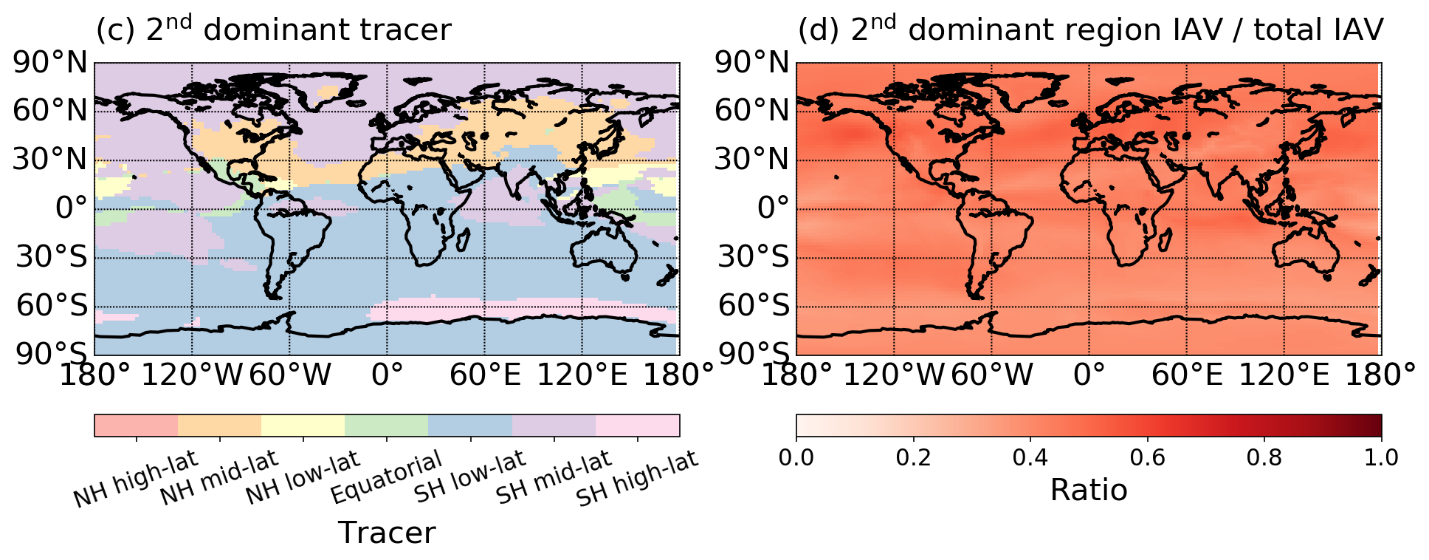 (c) 2nd dominant tracer
90°N
60°N
30°N
0°
30°S
60°S
90°S
180° 120°W 60°W 0° 60°E 120°E 180°
NH high-lat NH mid-lat NH low-lat Equatorial SH low-lat SH mid-lat SH high-lat
Tracer
(d) 2nd dominant region IAV / total IAV
90°N
60°N
30°N
0°
30°S
60°S
90°S
180° 120°W 60°W 0° 60°E 120°E 180°
0.0 0.2 0.4 0.6 0.8 1.0
Ratio